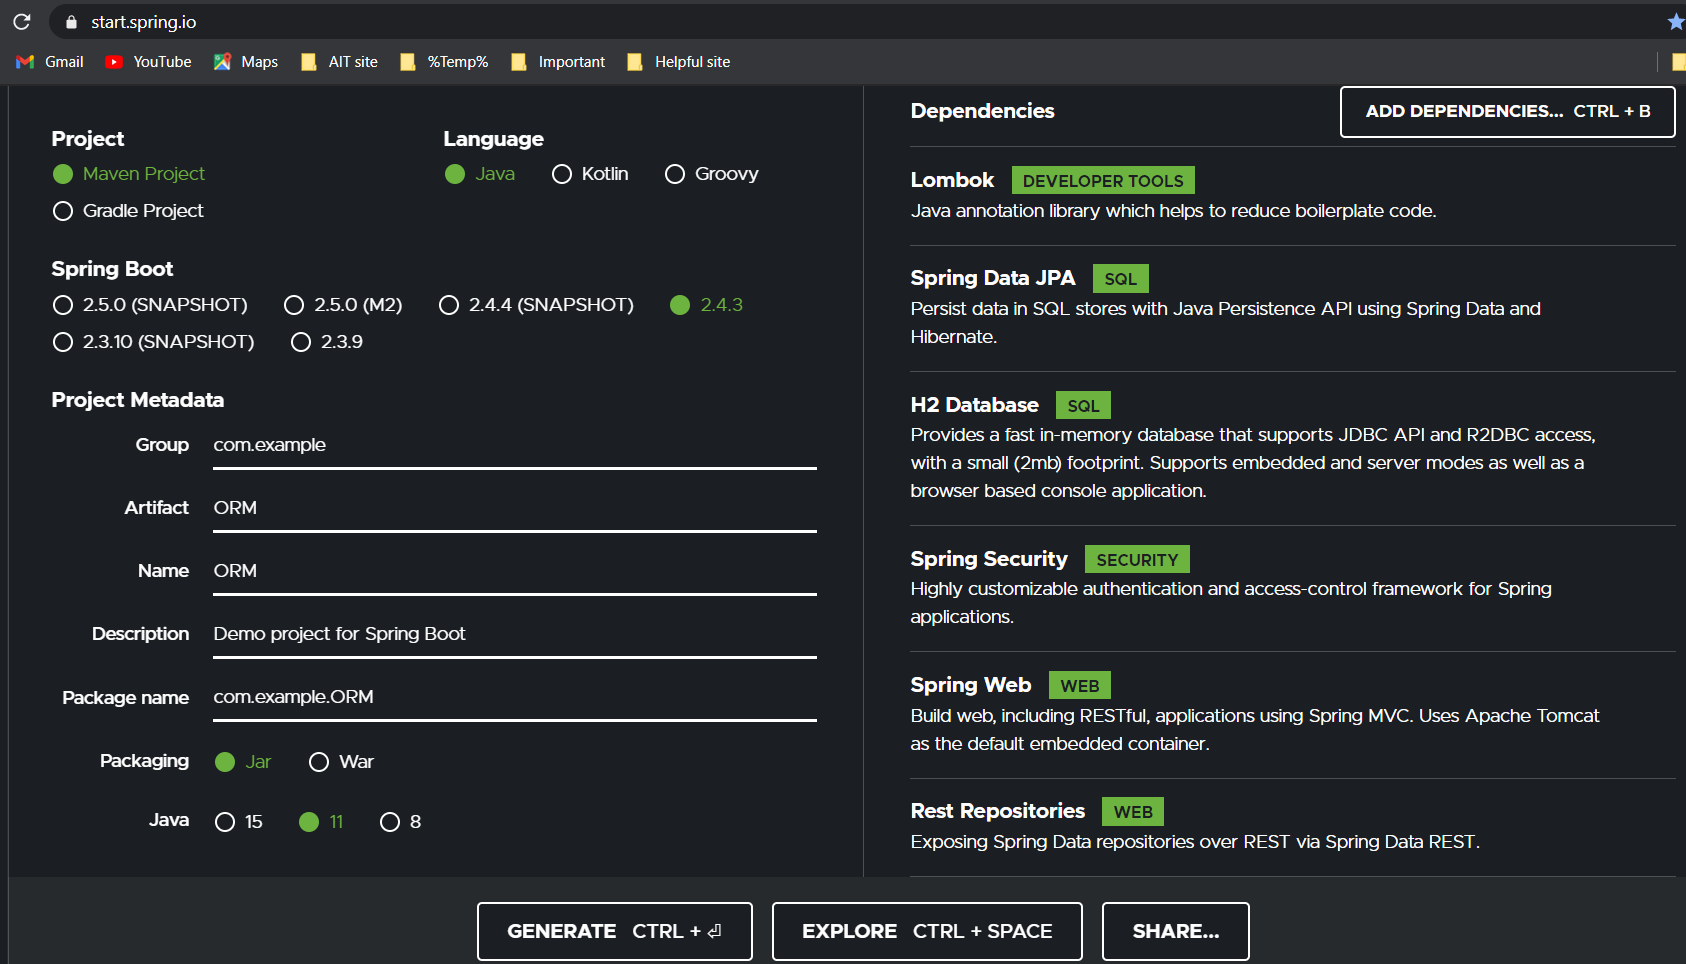 start.spring.io
Gmail YouTube Maps AIT site %Temp% Important Helpful site
Project
Maven Project
Gradle Project
Language
Java Kotlin Groovy
Spring Boot
2.5.0 (SNAPSHOT) 2.5.0 (M2) 2.4.4 (SNAPSHOT) 2.4.3
2.3.10 (SNAPSHOT) 2.3.9
Project Metadata
Group com.example
Artifact ORM
Name ORM
Description Demo project for Spring Boot
Package name com.example.ORM
Packaging Jar War
Java 15 11 8
Dependencies ADD DEPENDENCIES... CTRL + B
Lombok DEVELOPER TOOLS
Java annotation library which helps to reduce boilerplate code.
Spring Data JPA SQL
Persist data in SQL stores with Java Persistence API using Spring Data and
Hibernate.
H2 Database SQL
Provides a fast in-memory database that supports JDBC API and R2DBC access,
with a small (2mb) footprint. Supports embedded and server modes as well as a
browser based console application.
Spring Security SECURITY
Highly customizable authentication and access-control framework for Spring
applications.
Spring Web WEB
Build web, including RESTful, applications using Spring MVC. Uses Apache Tomcat
as the default embedded container.
Rest Repositories WEB
Exposing Spring Data repositories over REST via Spring Data REST.
GENERATE CTRL + ⏎ EXPLORE CTRL + SPACE SHARE...